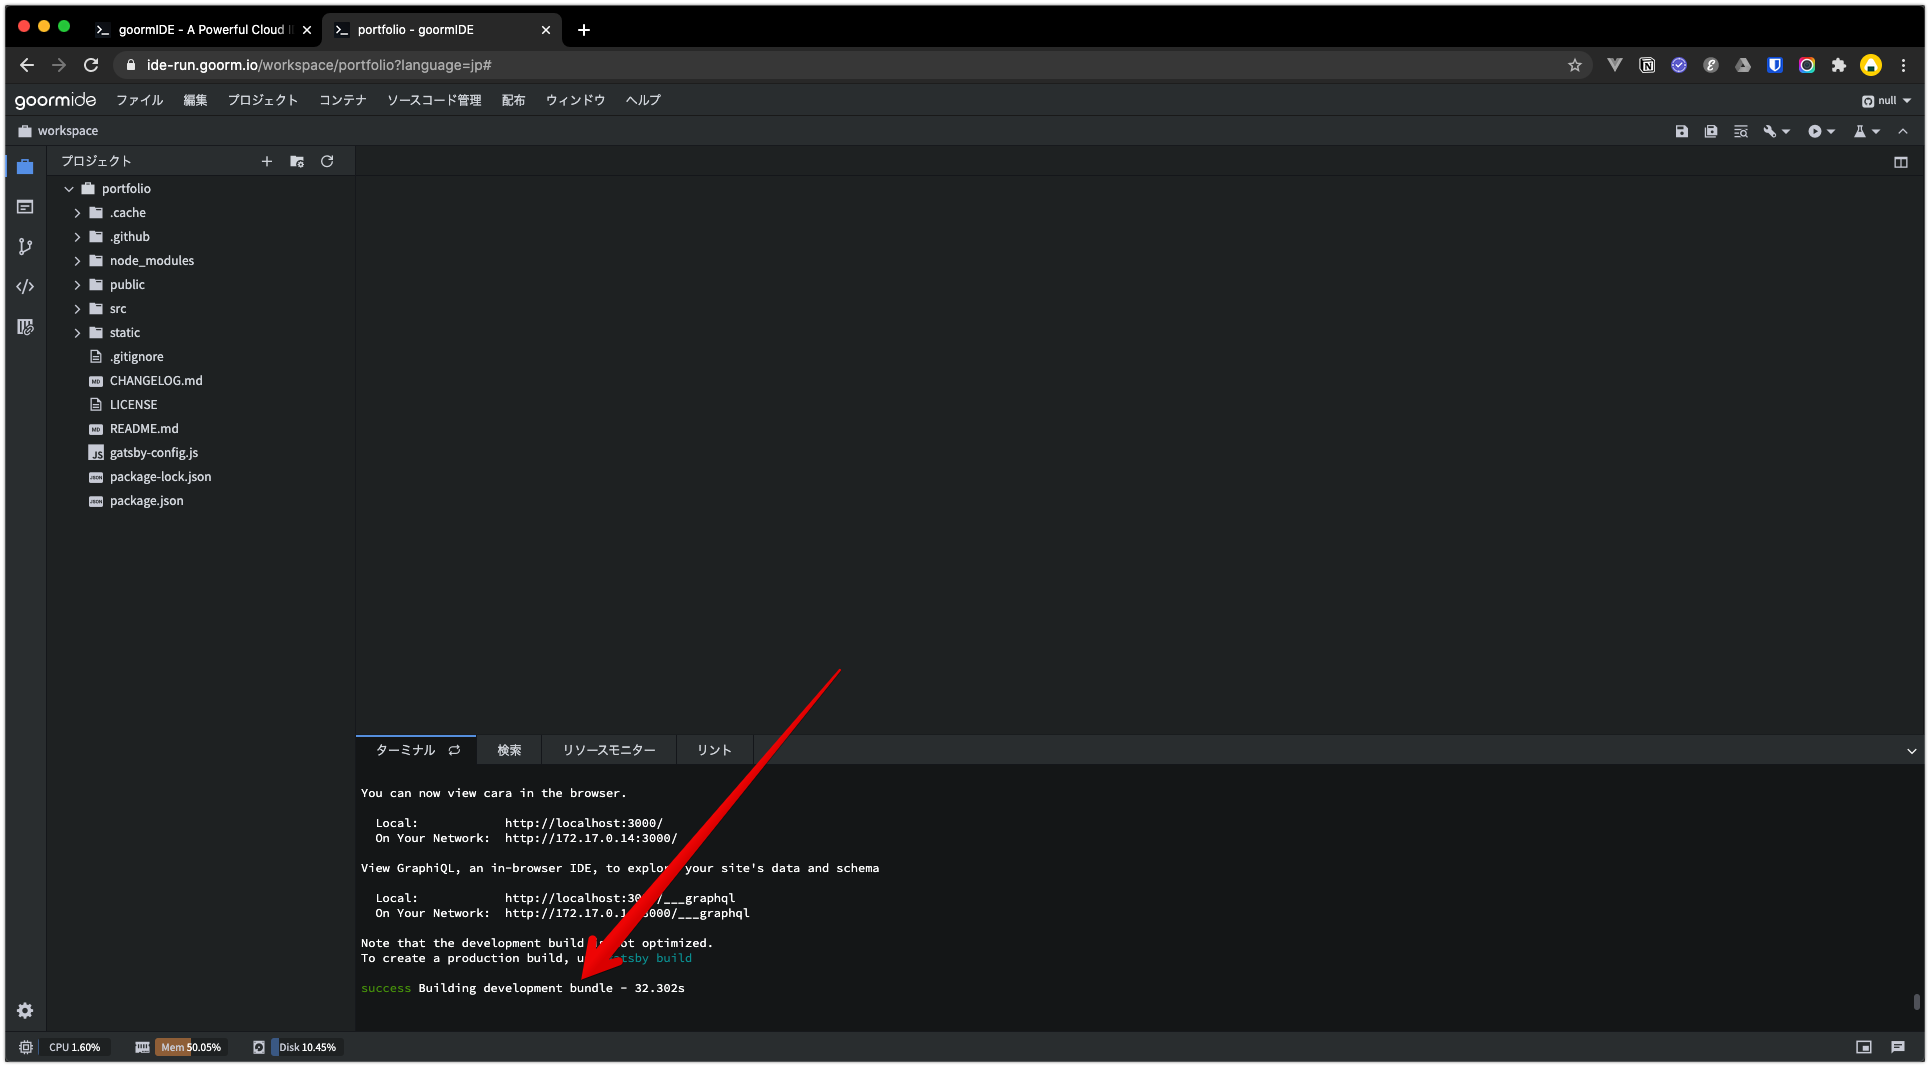 goormIDE - A Powerful Cloud I
portfolio - goormIDE
ide-run.goorm.io/workspace/portfolio?language=jp#
goormide ファイル 編集 プロジェクト コンテナ ソースコード管理 配布 ウィンドウ ヘルプ null
workspace
プロジェクト
portfolio
.cache
.github
node_modules
public
src
static
.gitignore
CHANGELOG.md
LICENSE
README.md
gatsby-config.js
package-lock.json
package.json
ターミナル 検索 リソースモニター リント
You can now view cara in the browser.
Local: http://localhost:3000/
On Your Network: http://172.17.0.14:3000/
View GraphiQL, an in-browser IDE, to explor your site's data and schema
Local: http://localhost:30 /___graphql
On Your Network: http://172.17.0.1 3000/___graphql
Note that the development build is not optimized.
To create a production build, u tsby build
success Building development bundle - 32.302s
CPU 1.60% Mem 50.05% Disk 10.45%